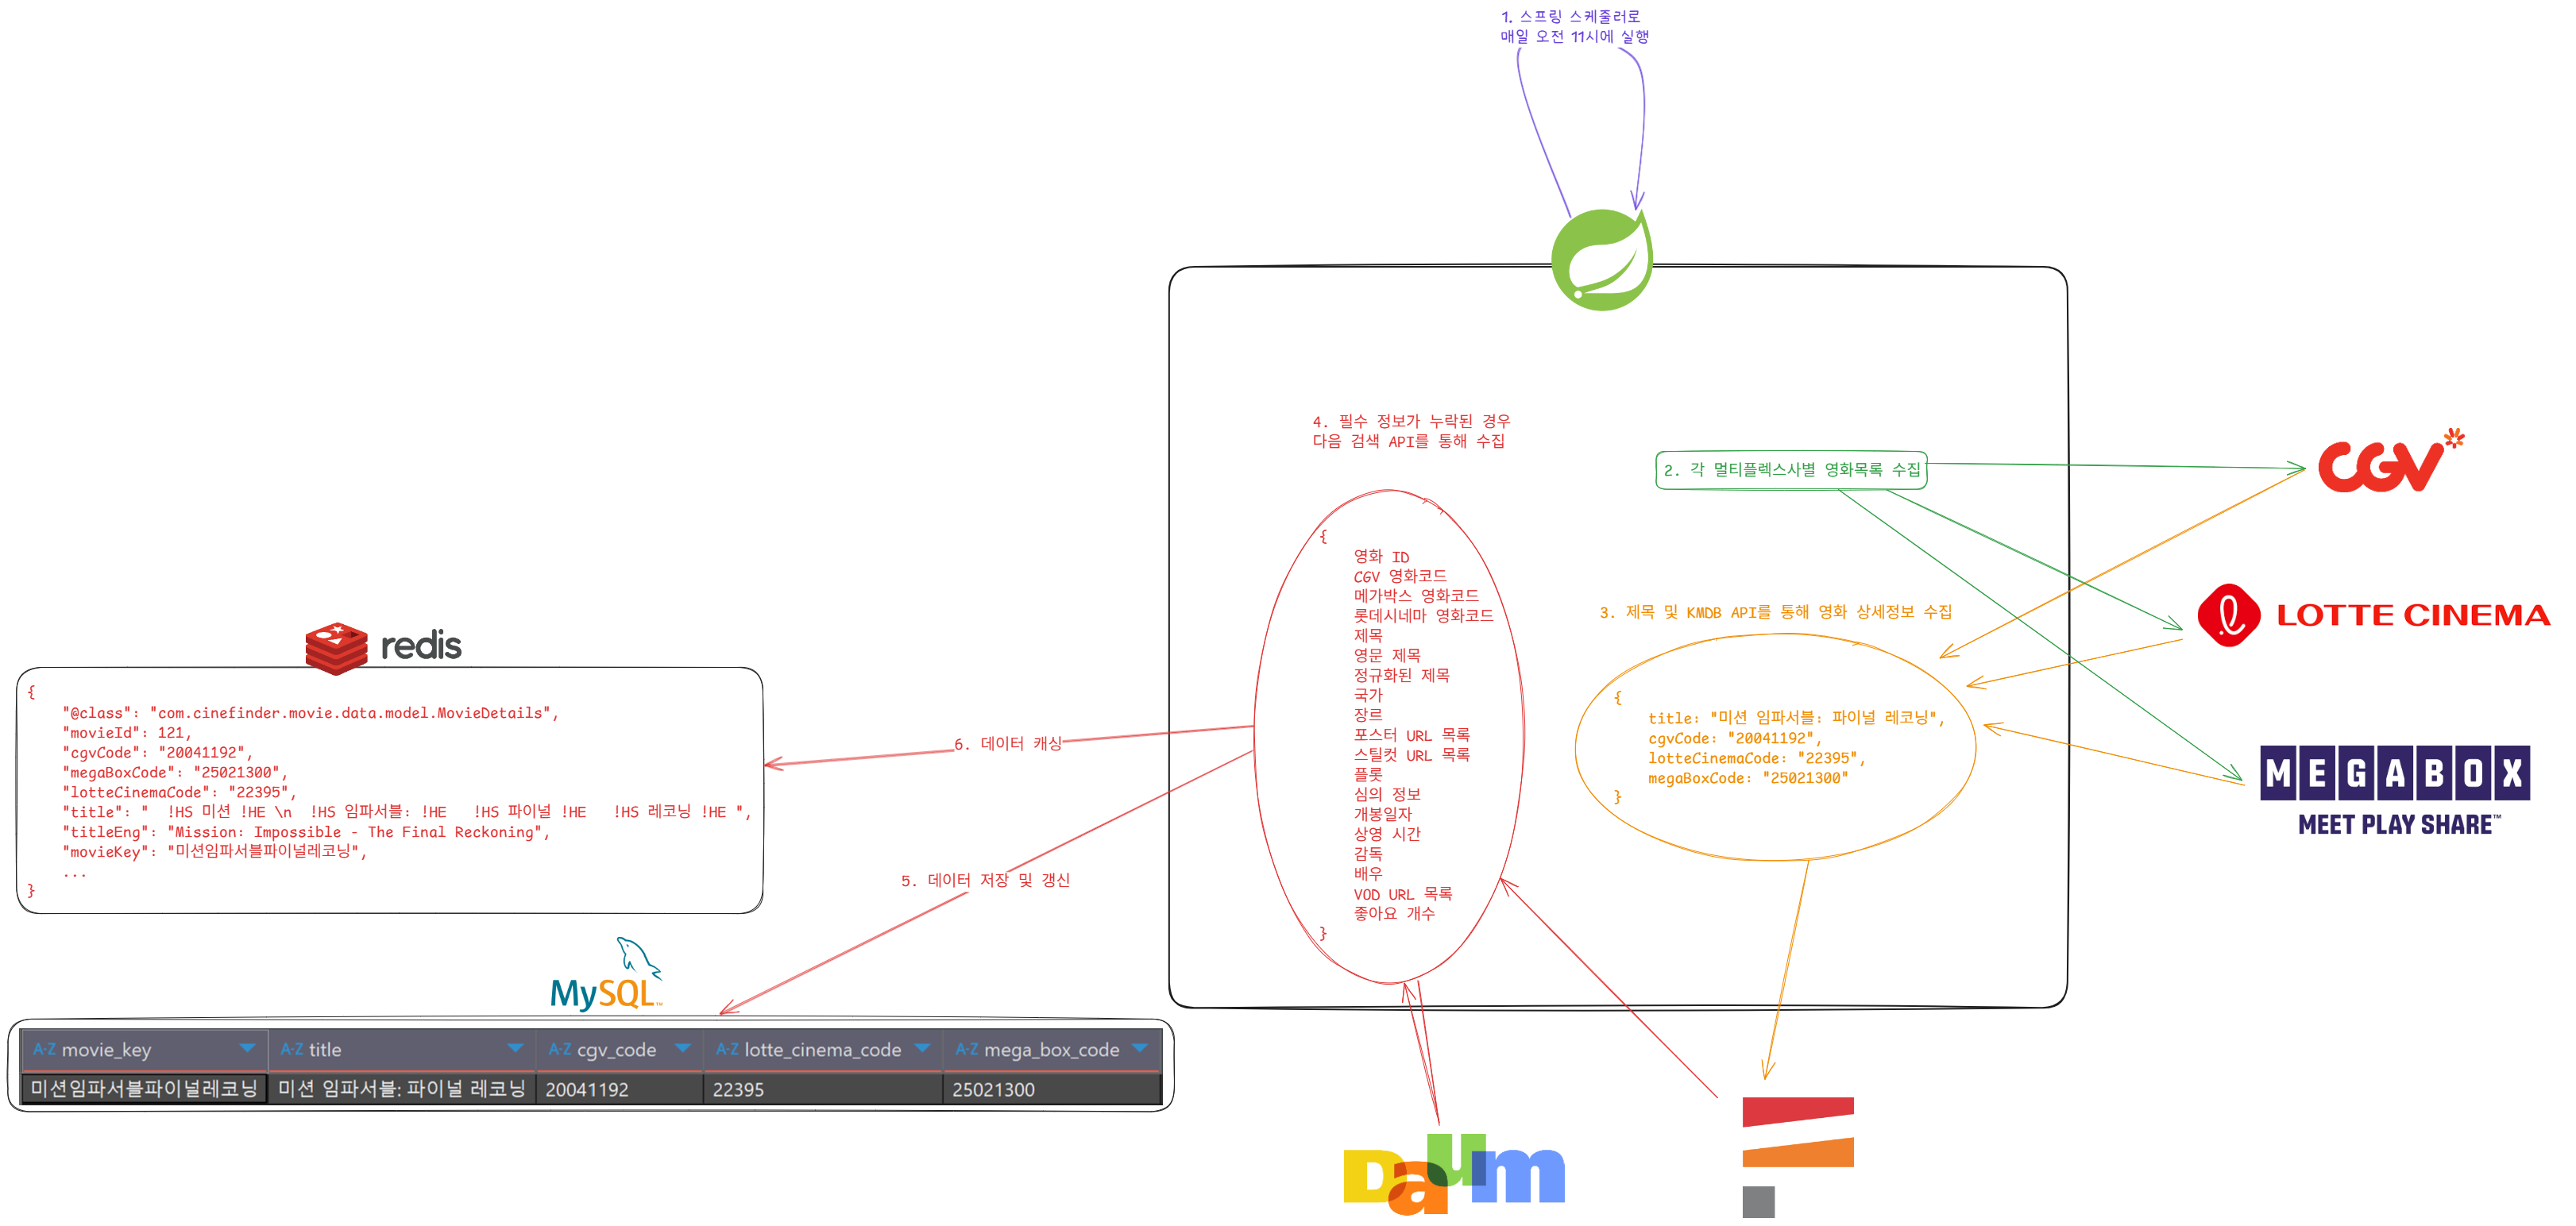 1. 스프링 스케줄러로
매일 오전 11시에 실행
4. 필수 정보가 누락된 경우
다음 검색 API를 통해 수집
{
영화 ID
CGV 영화코드
메가박스 영화코드
롯데시네마 영화코드
제목
영문 제목
정규화된 제목
국가
장르
포스터 URL 목록
스틸컷 URL 목록
플롯
심의 정보
개봉일자
상영 시간
감독
배우
VOD URL 목록
좋아요 개수
}
2. 각 멀티플렉스사별 영화목록 수집
3. 제목 및 KMDB API를 통해 영화 상세정보 수집
{
title: "미션 임파서블: 파이널 레코닝",
cgvCode: "20041192",
lotteCinemaCode: "22395",
megaBoxCode: "25021300"
}
CGV
LOTTE CINEMA
MEGABOX
MEET PLAY SHARE™
redis
{
"@class": "com.cinefinder.movie.data.model.MovieDetails",
"movieId": 121,
"cgvCode": "20041192",
"megaBoxCode": "25021300",
"lotteCinemaCode": "22395",
"title": "  !HS 미션 !HE \n  !HS 임파서블: !HE   !HS 파이널 !HE   !HS 레코닝 !HE ",
"titleEng": "Mission: Impossible - The Final Reckoning",
"movieKey": "미션임파서블파이널레코닝",
...
}
6. 데이터 캐싱
5. 데이터 저장 및 갱신
MySQL™
A-Z movie_key A-Z title A-Z cgv_code A-Z lotte_cinema_code A-Z mega_box_code
미션임파서블파이널레코닝 미션 임파서블: 파이널 레코닝 20041192 22395 25021300
Daum